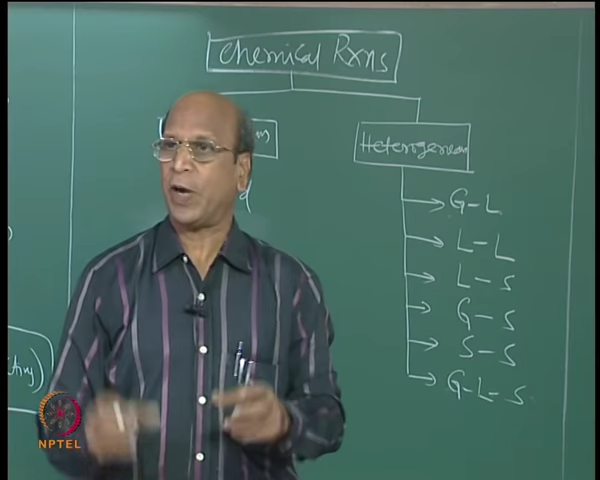 Chemical Rxns
Heterogeneous
G-L
L-L
L-S
G-S
S-S
G-L-S
NPTEL